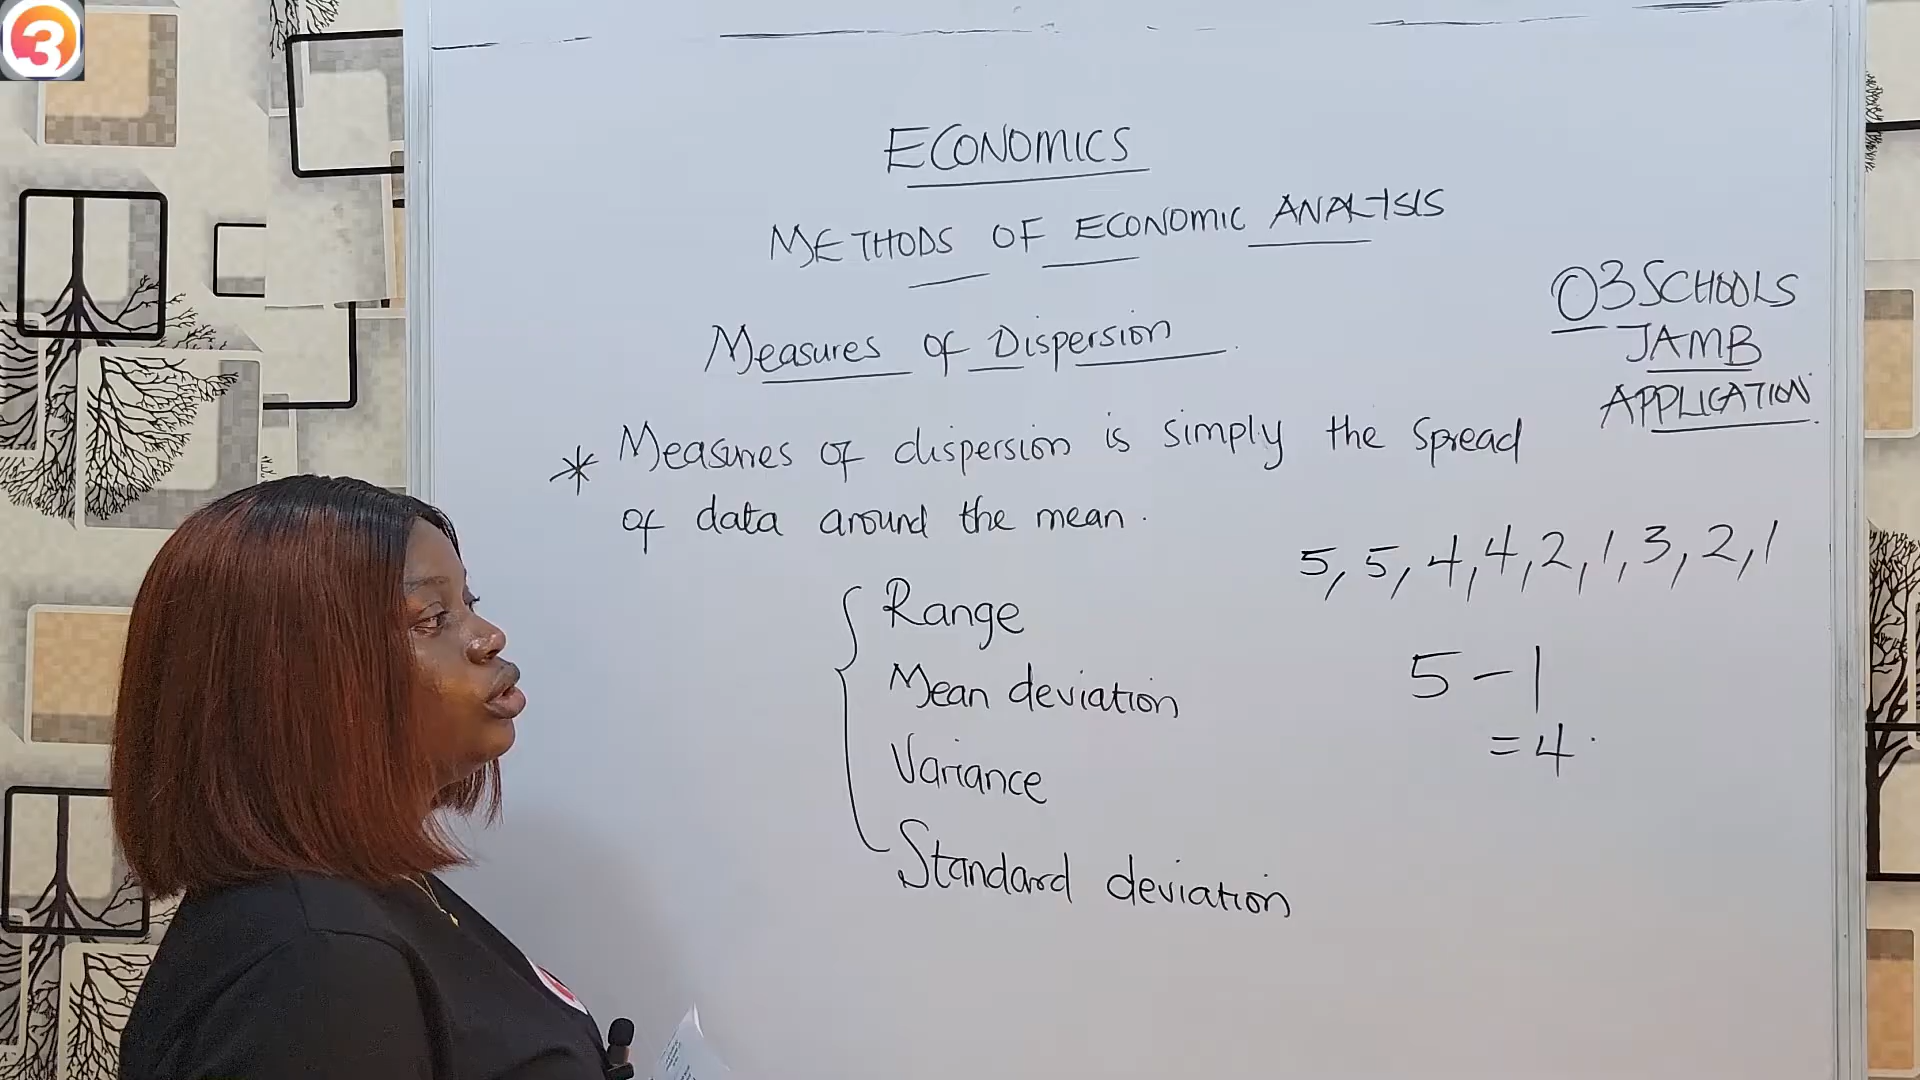 3
ECONOMICS
METHODS OF ECONOMIC ANALYSIS
O3SCHOOLS
JAMB
APPLICATION.
Measures of Dispersion.
* Measures of dispersion is simply the spread
of data around the mean.
5, 5, 4, 4, 2, 1, 3, 2, 1
Range
Mean deviation
Variance
Standard deviation
5 - 1
= 4.